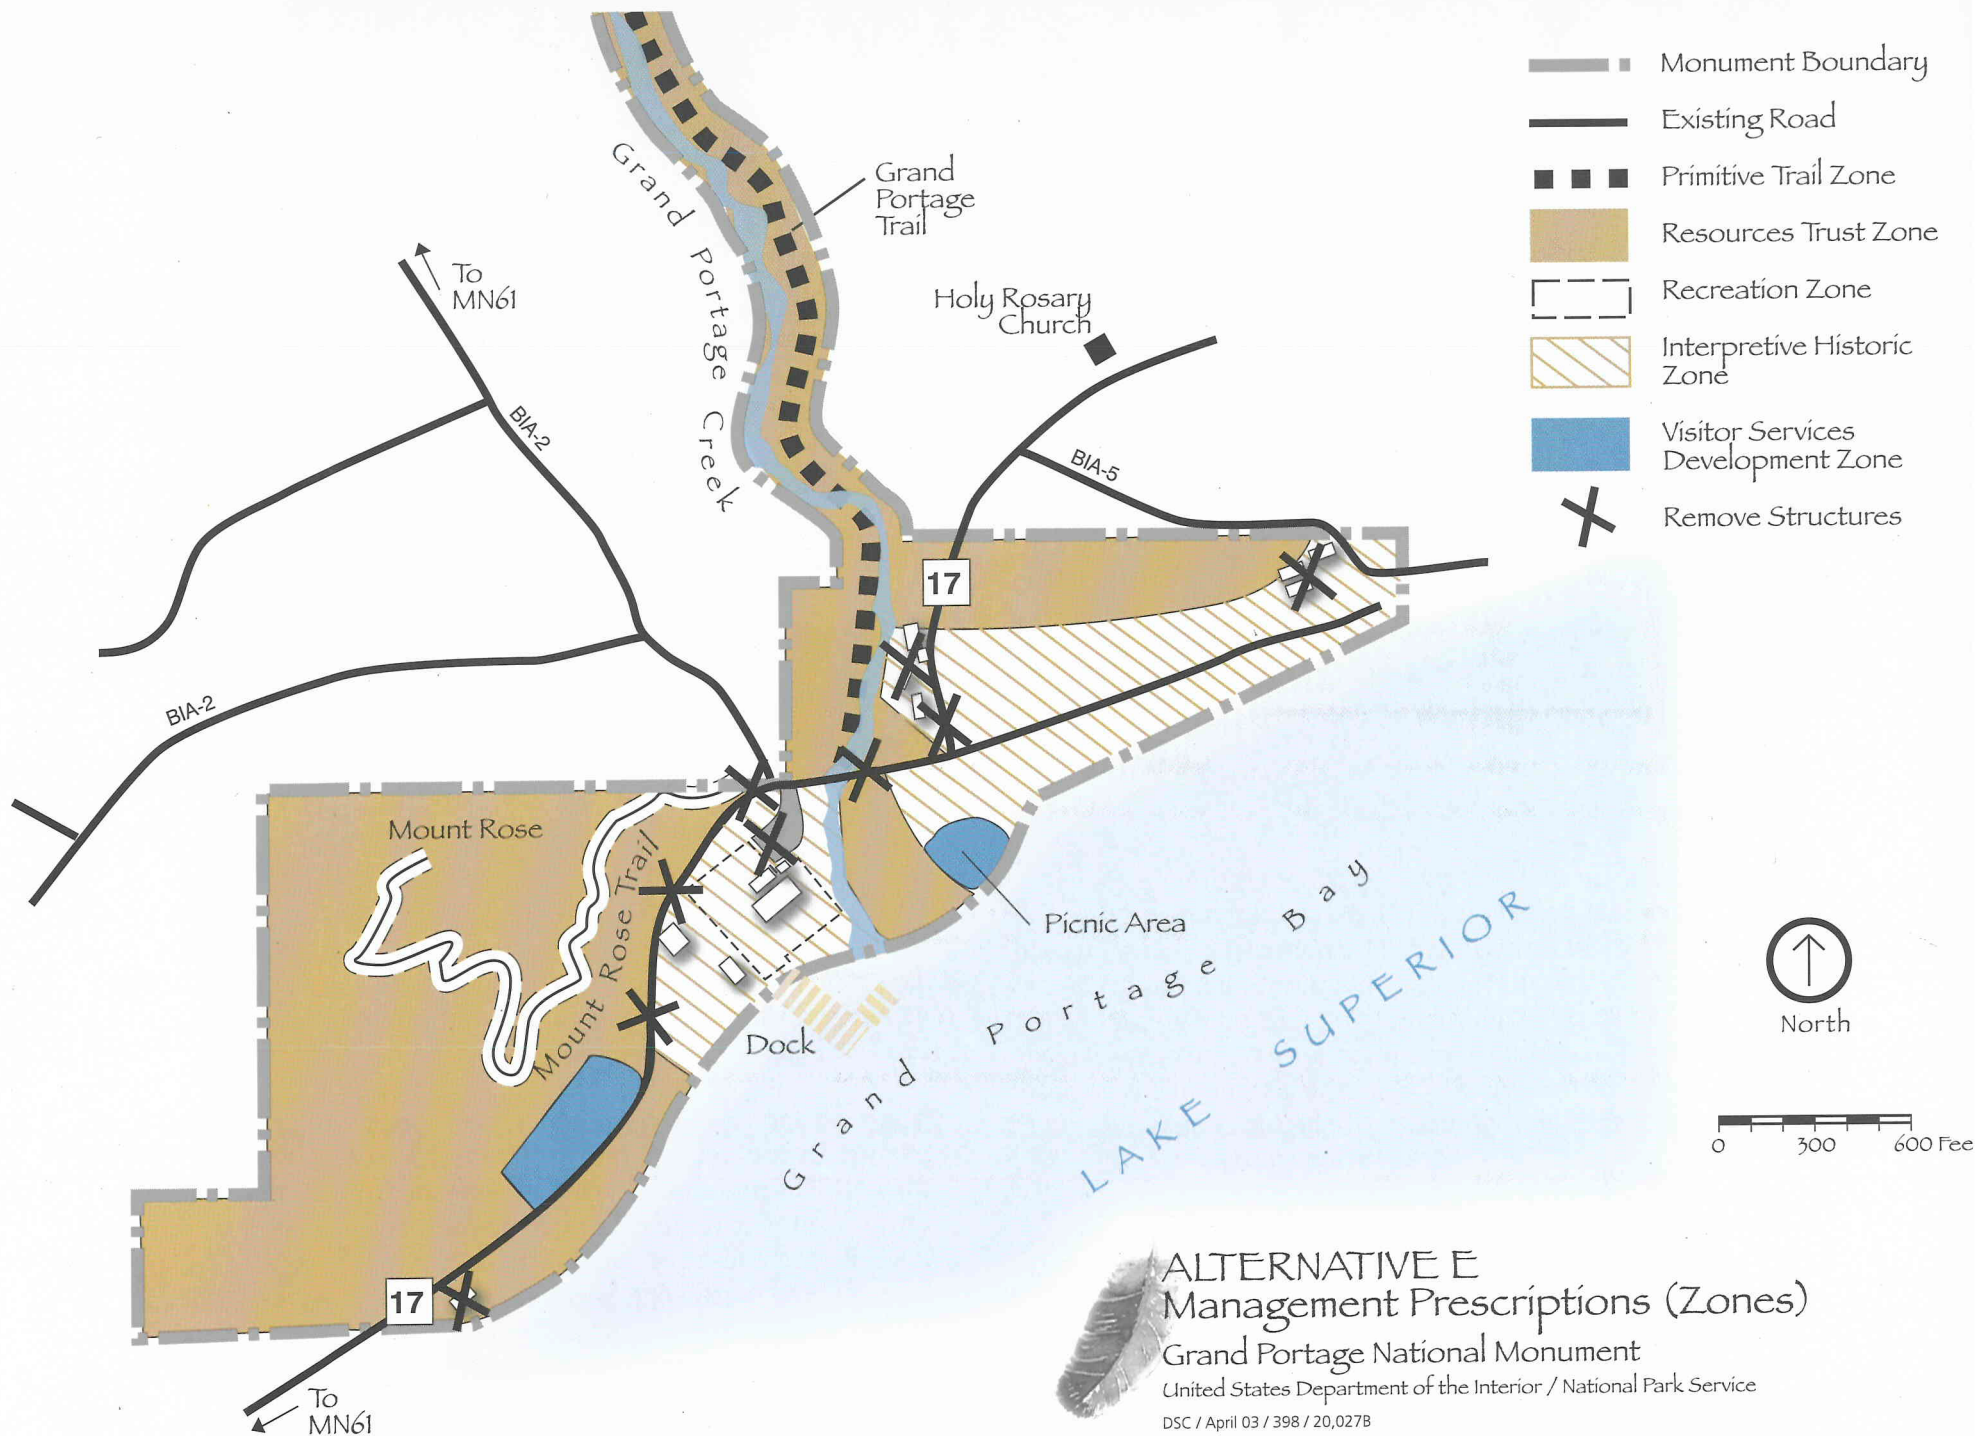 Monument Boundary
Existing Road
Primitive Trail Zone
Resources Trust Zone
Recreation Zone
Interpretive Historic
Zone
Visitor Services
Development Zone
Remove Structures
Grand
Portage
Trail
Grand Portage Creek
To
MN61
Holy Rosary
Church
BIA-2
BIA-5
17
BIA-2
Mount Rose
Mount Rose Trail
Picnic Area
Dock
Grand Portage Bay
LAKE SUPERIOR
North
0 300 600 Fee
17
To
MN61
ALTERNATIVE E
Management Prescriptions (Zones)
Grand Portage National Monument
United States Department of the Interior / National Park Service
DSC / April 03 / 398 / 20,027B